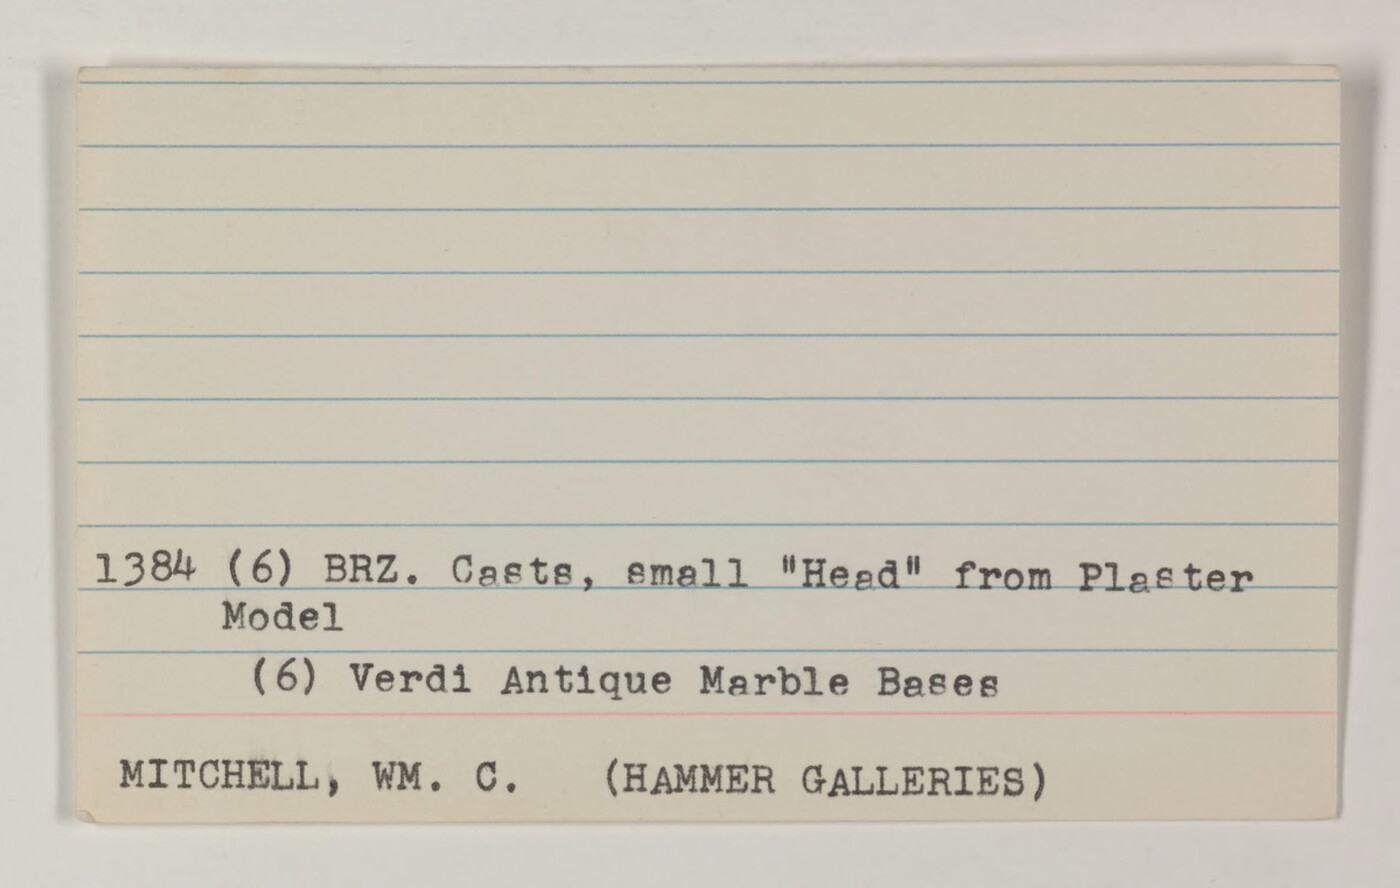 1384 (6) BRZ. Casts, small "Head" from Plaster
Model
(6) Verdi Antique Marble Bases
MITCHELL, WM. C. (HAMMER GALLERIES)